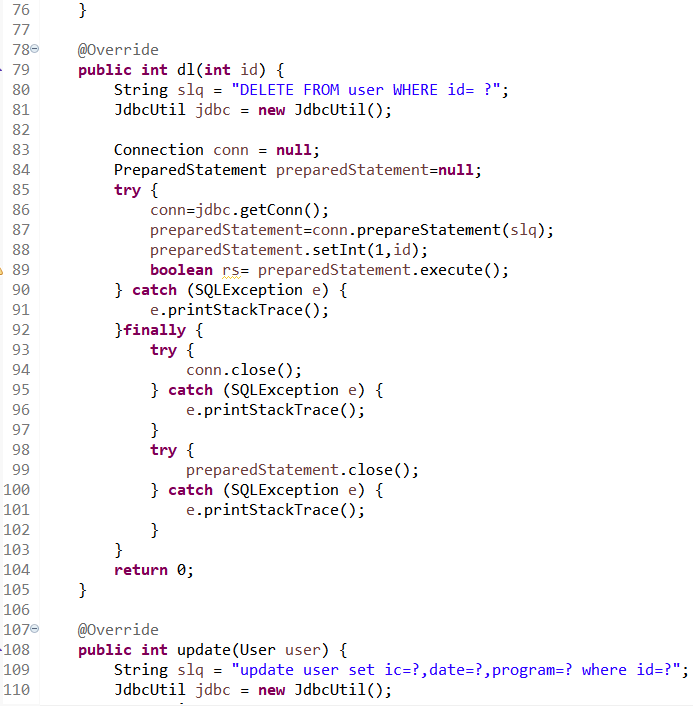 76 }
77
78 @Override
79 public int dl(int id) {
80 String slq = "DELETE FROM user WHERE id= ?";
81 JdbcUtil jdbc = new JdbcUtil();
82
83 Connection conn = null;
84 PreparedStatement preparedStatement=null;
85 try {
86 conn=jdbc.getConn();
87 preparedStatement=conn.prepareStatement(slq);
88 preparedStatement.setInt(1,id);
89 boolean rs= preparedStatement.execute();
90 } catch (SQLException e) {
91 e.printStackTrace();
92 }finally {
93 try {
94 conn.close();
95 } catch (SQLException e) {
96 e.printStackTrace();
97 }
98 try {
99 preparedStatement.close();
100 } catch (SQLException e) {
101 e.printStackTrace();
102 }
103 }
104 return 0;
105 }
106
107 @Override
108 public int update(User user) {
109 String slq = "update user set ic=?,date=?,program=? where id=?";
110 JdbcUtil jdbc = new JdbcUtil();